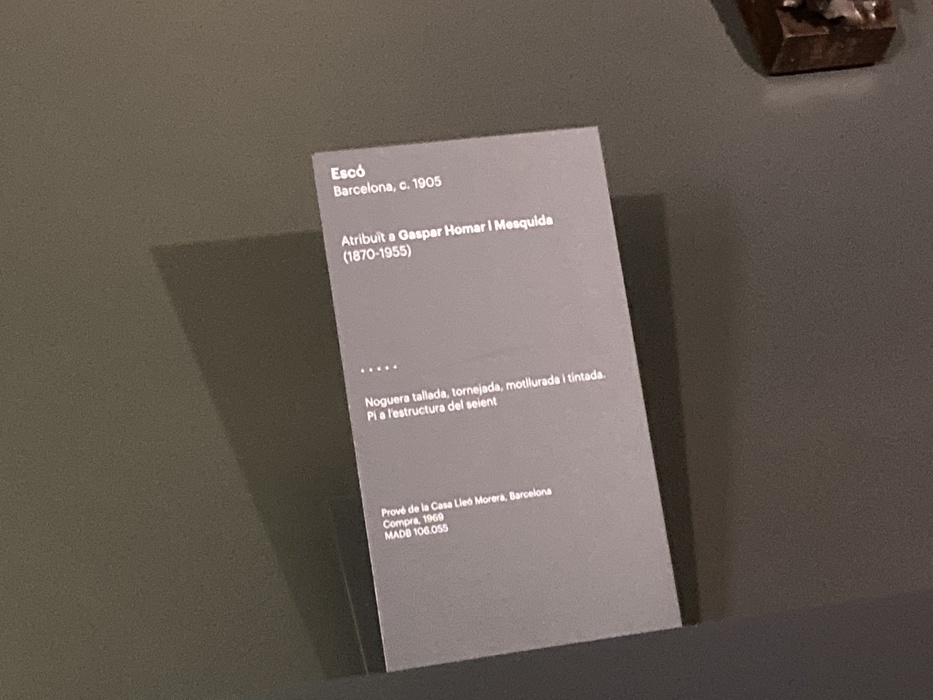 Escó
Barcelona, c. 1905
Atribuït a Gaspar Homar i Mesquida
(1870-1955)
.....
Noguera tallada, tornejada, motllurada i tintada.
Pi a l'estructura del seient
Prové de la Casa Lleó Morera, Barcelona
Compra, 1969
MADB 106.055